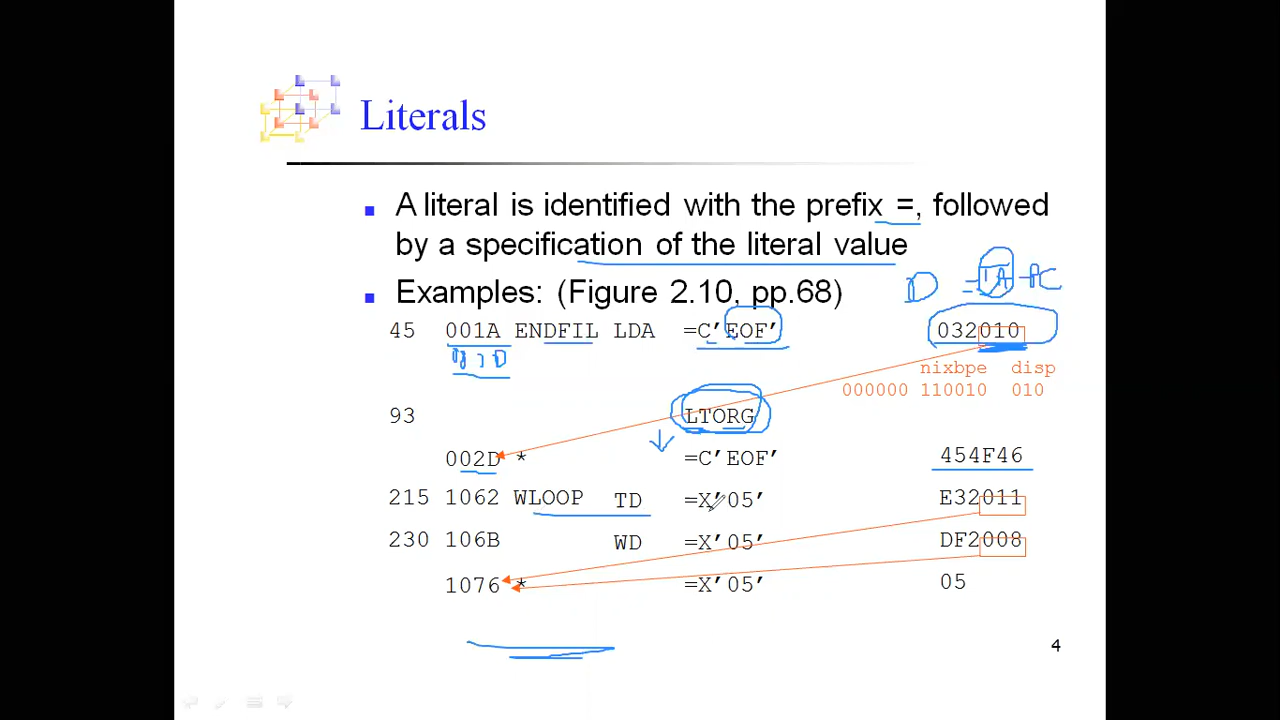 Literals
A literal is identified with the prefix =, followed
by a specification of the literal value
Examples: (Figure 2.10, pp.68)
D = TA + PC
45 001A ENDFIL LDA =C'EOF' 032010
nixbpe disp
000000 110010 010
93 LTORG
002D * =C'EOF' 454F46
215 1062 WLOOP TD =X'05' E32011
230 106B WD =X'05' DF2008
1076 * =X'05' 05
4